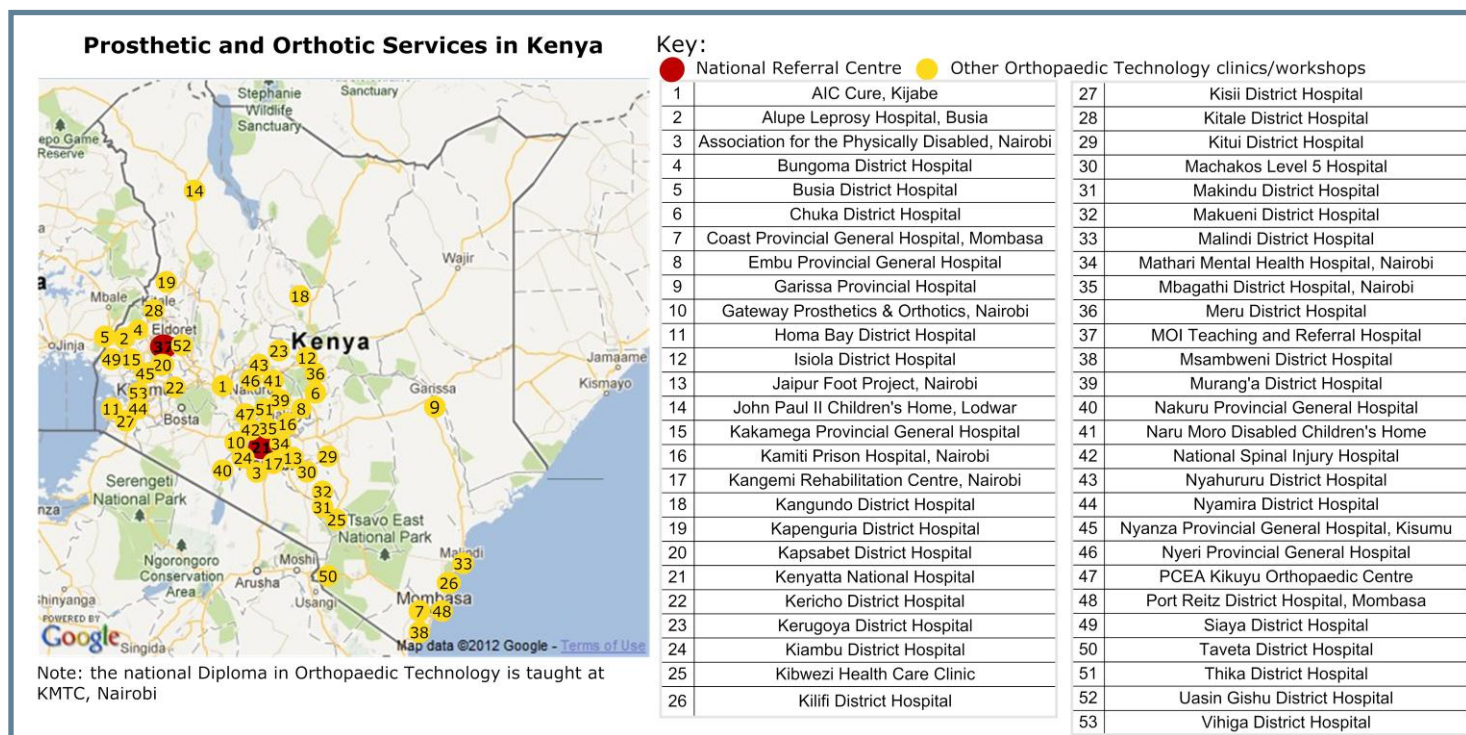 Prosthetic and Orthotic Services in Kenya
Key:
National Referral Centre
Other Orthopaedic Technology clinics/workshops
1 AIC Cure, Kijabe
2 Alupe Leprosy Hospital, Busia
3 Association for the Physically Disabled, Nairobi
4 Bungoma District Hospital
5 Busia District Hospital
6 Chuka District Hospital
7 Coast Provincial General Hospital, Mombasa
8 Embu Provincial General Hospital
9 Garissa Provincial Hospital
10 Gateway Prosthetics & Orthotics, Nairobi
11 Homa Bay District Hospital
12 Isiola District Hospital
13 Jaipur Foot Project, Nairobi
14 John Paul II Children's Home, Lodwar
15 Kakamega Provincial General Hospital
16 Kamiti Prison Hospital, Nairobi
17 Kangemi Rehabilitation Centre, Nairobi
18 Kangundo District Hospital
19 Kapenguria District Hospital
20 Kapsabet District Hospital
21 Kenyatta National Hospital
22 Kericho District Hospital
23 Kerugoya District Hospital
24 Kiambu District Hospital
25 Kibwezi Health Care Clinic
26 Kilifi District Hospital
27 Kisii District Hospital
28 Kitale District Hospital
29 Kitui District Hospital
30 Machakos Level 5 Hospital
31 Makindu District Hospital
32 Makueni District Hospital
33 Malindi District Hospital
34 Mathari Mental Health Hospital, Nairobi
35 Mbagathi District Hospital, Nairobi
36 Meru District Hospital
37 MOI Teaching and Referral Hospital
38 Msambweni District Hospital
39 Murang'a District Hospital
40 Nakuru Provincial General Hospital
41 Naru Moro Disabled Children's Home
42 National Spinal Injury Hospital
43 Nyahururu District Hospital
44 Nyamira District Hospital
45 Nyanza Provincial General Hospital, Kisumu
46 Nyeri Provincial General Hospital
47 PCEA Kikuyu Orthopaedic Centre
48 Port Reitz District Hospital, Mombasa
49 Siaya District Hospital
50 Taveta District Hospital
51 Thika District Hospital
52 Uasin Gishu District Hospital
53 Vihiga District Hospital
Sanctuary
Stephanie
Wildlife
Sanctuary
epo Game
Reserve
14
Wajir
19
Mbale
28
18
Eldoret
5 2 4
Jinja
37 52
Kenya
23 12
Jamaame
49 15 20
43
Kismayo
45
46 41 36
Garissa
53 22 1
6
39
11 44
Bosta
47 51 8
9
27
42 35 16
10 21 34
24 17 13 29
40 3 30
Serengeti
National Park
32
31
25
Tsavo East
National Park
Ngorongoro
Conservation
Area
Moshi
Malindi
33
Arusha
50
26
Usangi
Mombasa
hinyanga
7 48
38
POWERED BY
Google
Singida
Map data ©2012 Google - Terms of Use
Note: the national Diploma in Orthopaedic Technology is taught at
KMTC, Nairobi